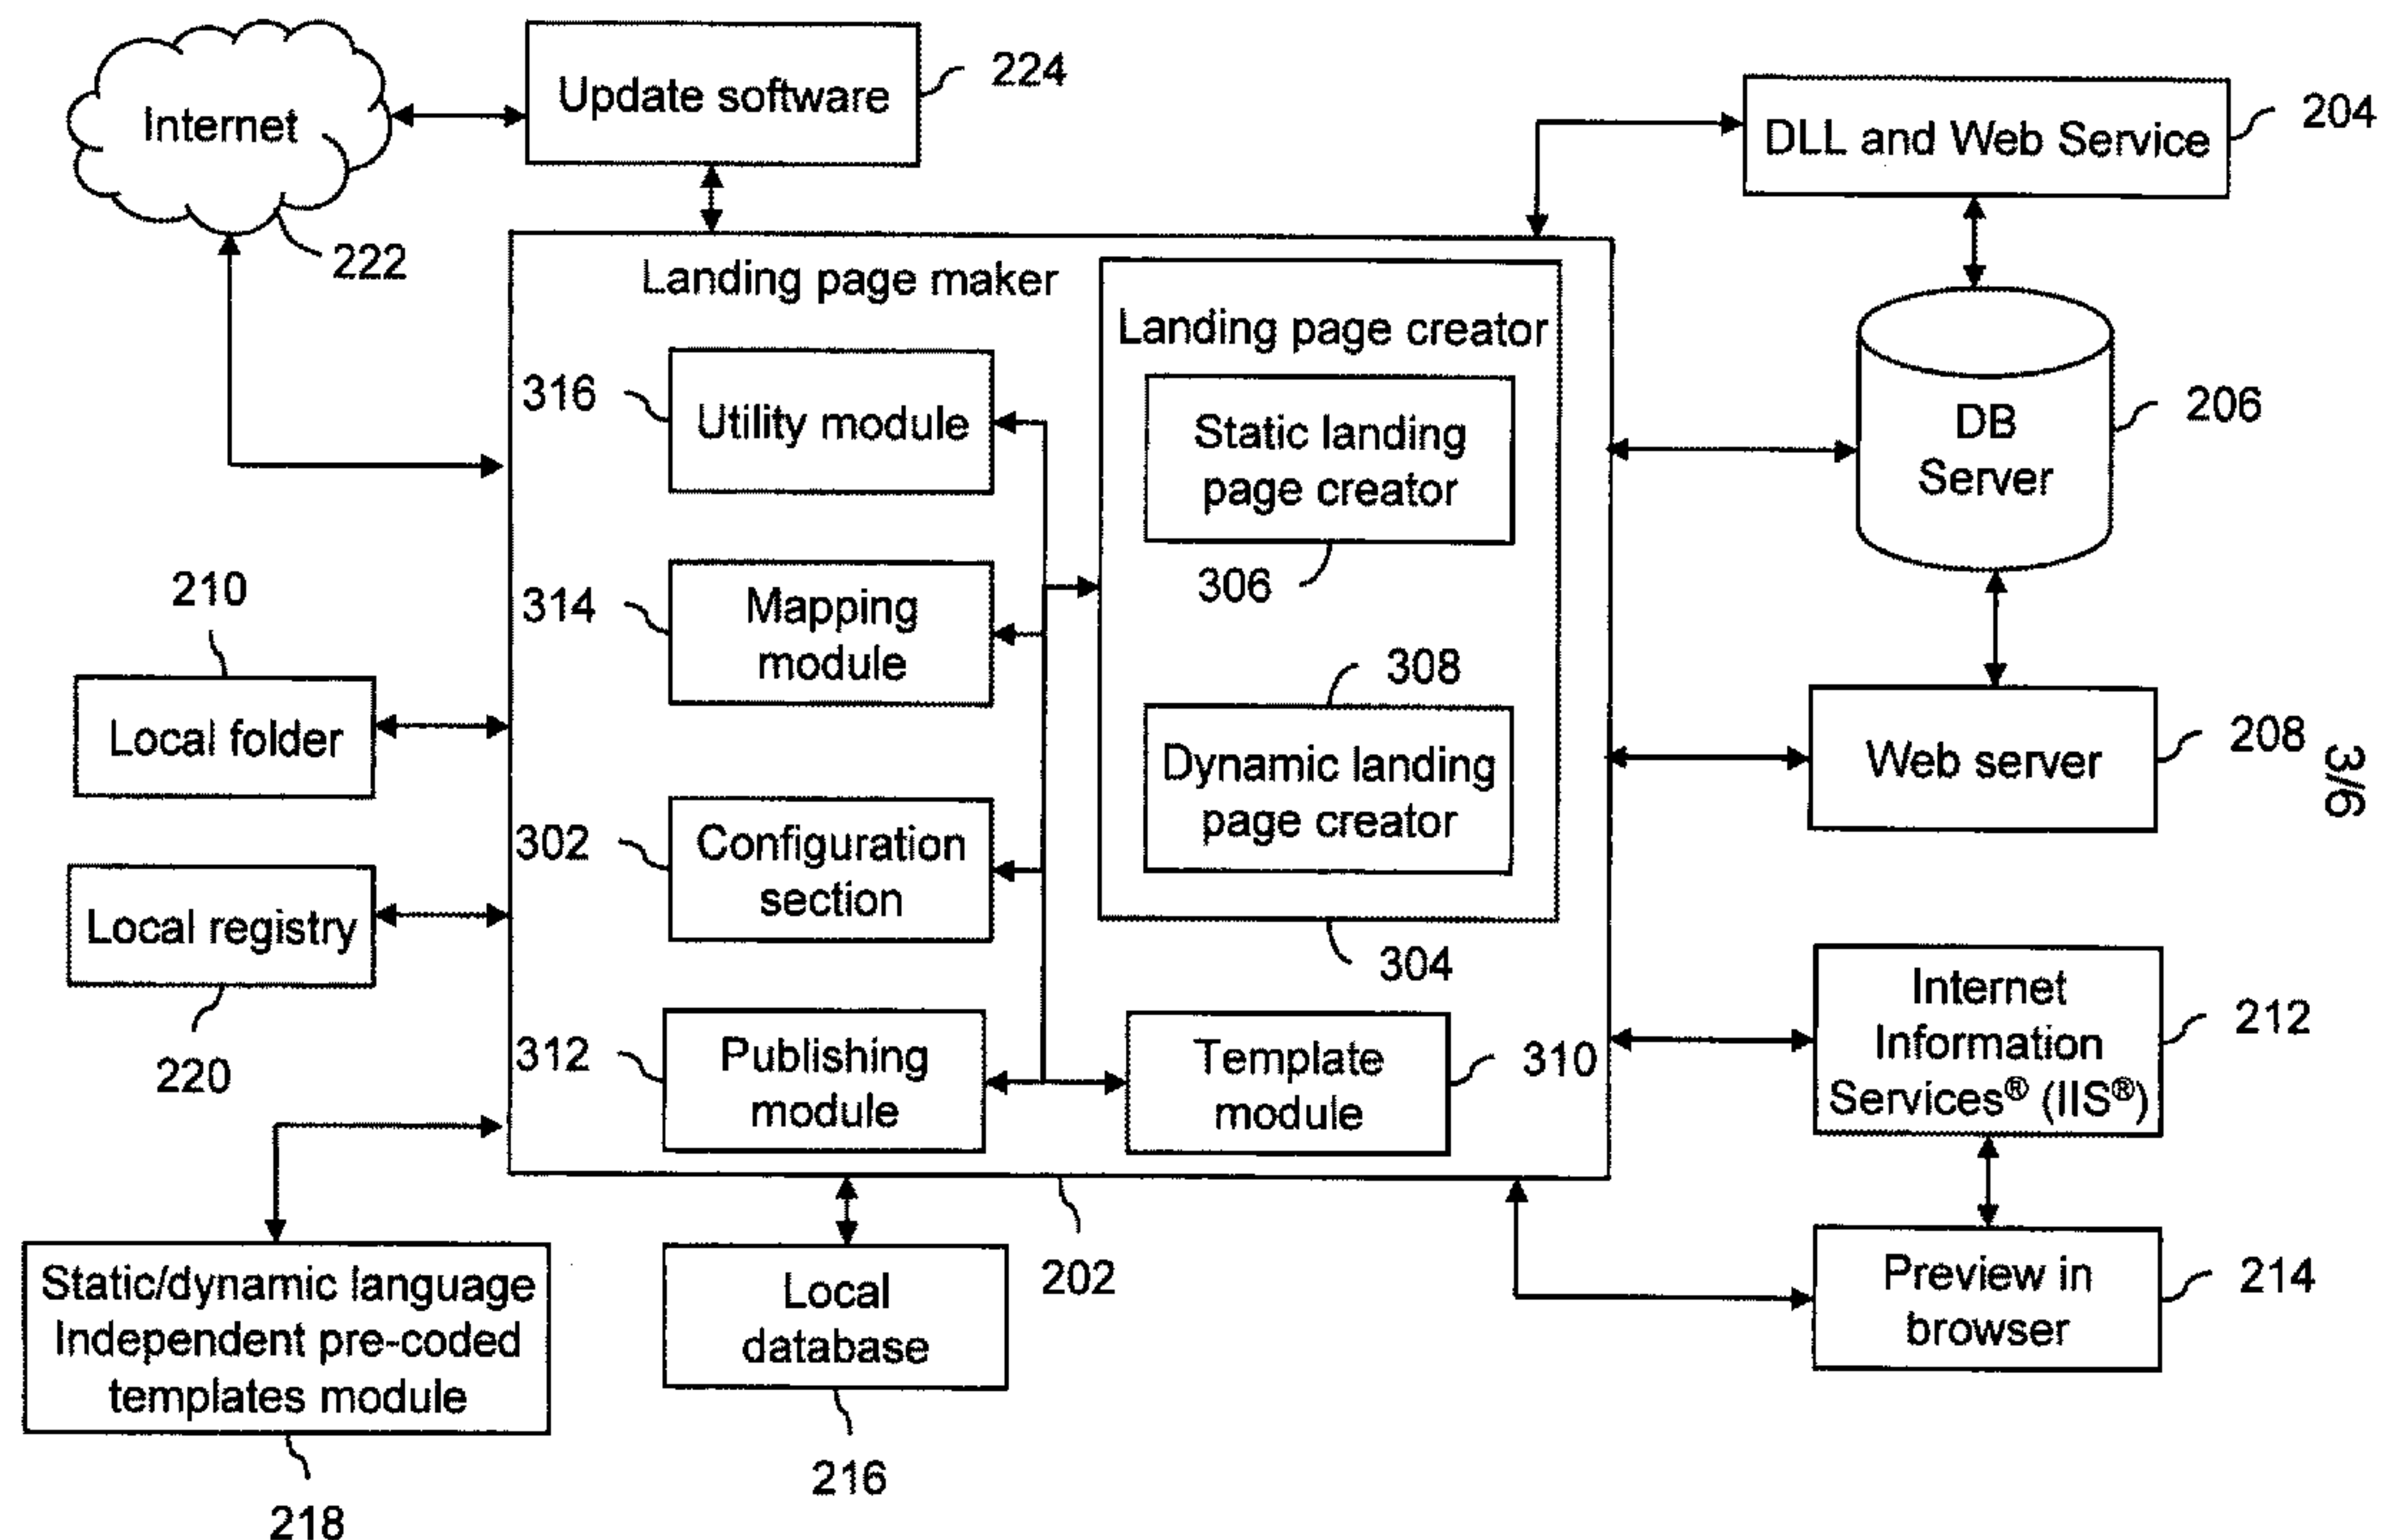 Internet
222
Update software
224
DLL and Web Service
204
Landing page maker
Landing page creator
316
Utility module
Static landing
page creator
306
DB
Server
206
210
Local folder
314
Mapping
module
308
Dynamic landing
page creator
304
Web server
208
3/6
Local registry
220
302
Configuration
section
312
Publishing
module
Template
module
310
Internet
Information
Services® (IIS®)
212
Static/dynamic language
Independent pre-coded
templates module
218
Local
database
216
202
Preview in
browser
214